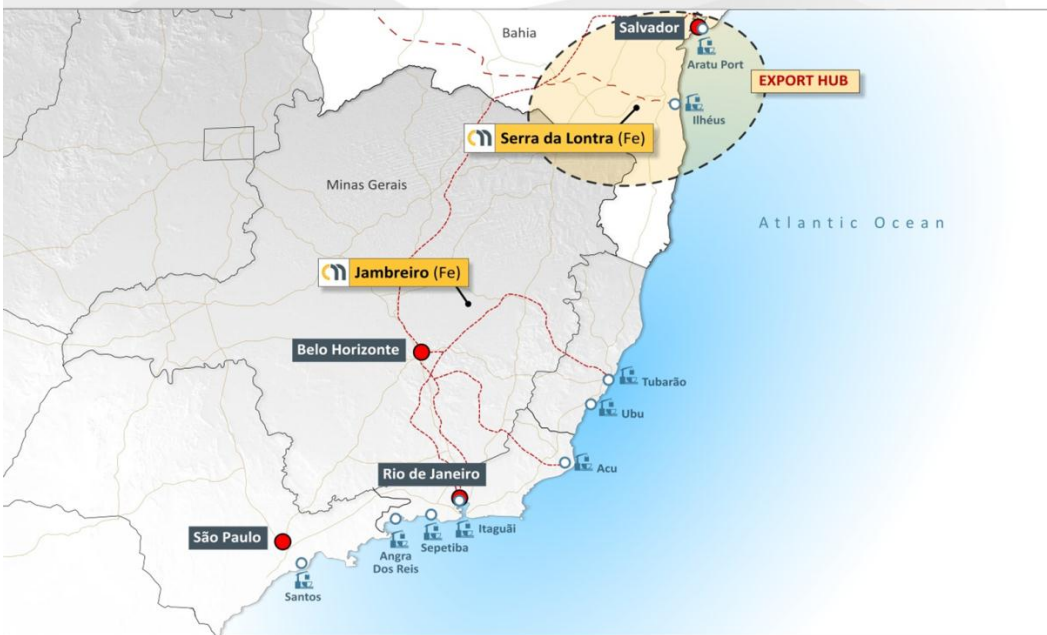 Bahia
Salvador
Aratu Port
EXPORT HUB
Ilhéus
Serra da Lontra (Fe)
Minas Gerais
Atlantic Ocean
Jambreiro (Fe)
Belo Horizonte
Tubarão
Ubu
Acu
Rio de Janeiro
Itaguãi
São Paulo
Sepetiba
Angra
Dos Reis
Santos